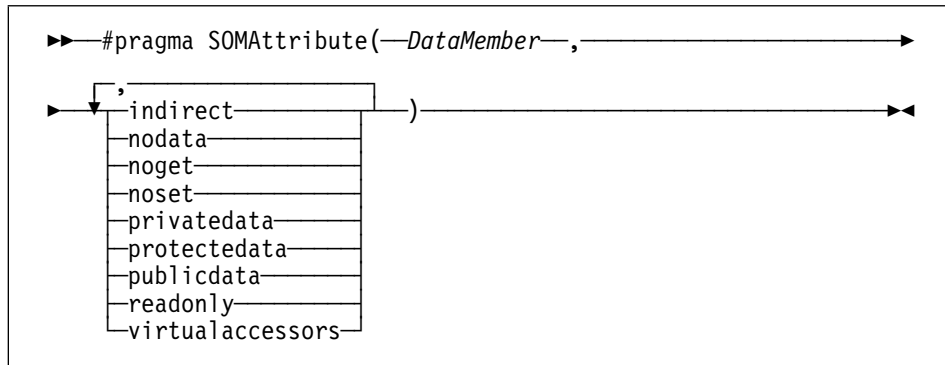 #pragma SOMAttribute( DataMember ,
,
indirect )
nodata
noget
noset
privatedata
protectedata
publicdata
readonly
virtualaccessors